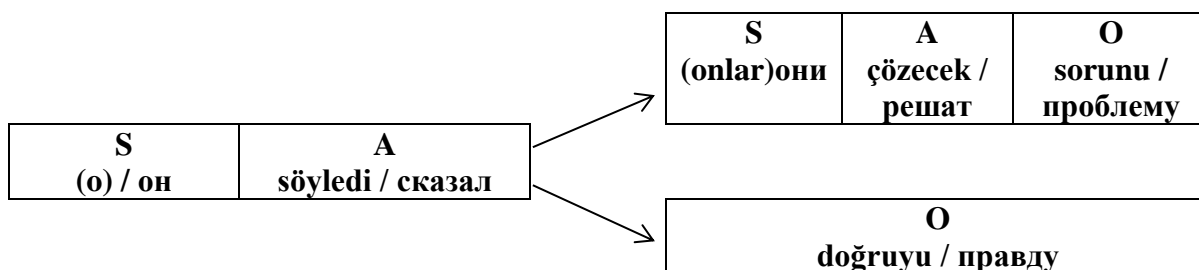 S A O
(onlar)они çözecek / sorunu /
решат проблему
S A
(o) / он söyledi / сказал
O
doğruyu / правду